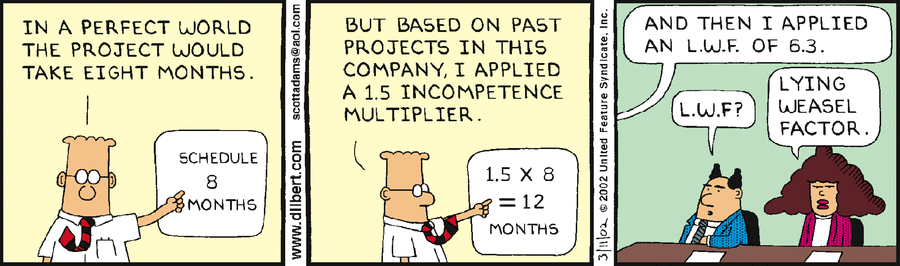 IN A PERFECT WORLD
THE PROJECT WOULD
TAKE EIGHT MONTHS.
SCHEDULE
8
MONTHS
www.dilbert.com
scottadams@aol.com
BUT BASED ON PAST
PROJECTS IN THIS
COMPANY, I APPLIED
A 1.5 INCOMPETENCE
MULTIPLIER.
1.5 X 8
= 12
MONTHS
3/11/02 © 2002 United Feature Syndicate, Inc.
AND THEN I APPLIED
AN L.W.F. OF 6.3.
L.W.F?
LYING
WEASEL
FACTOR.